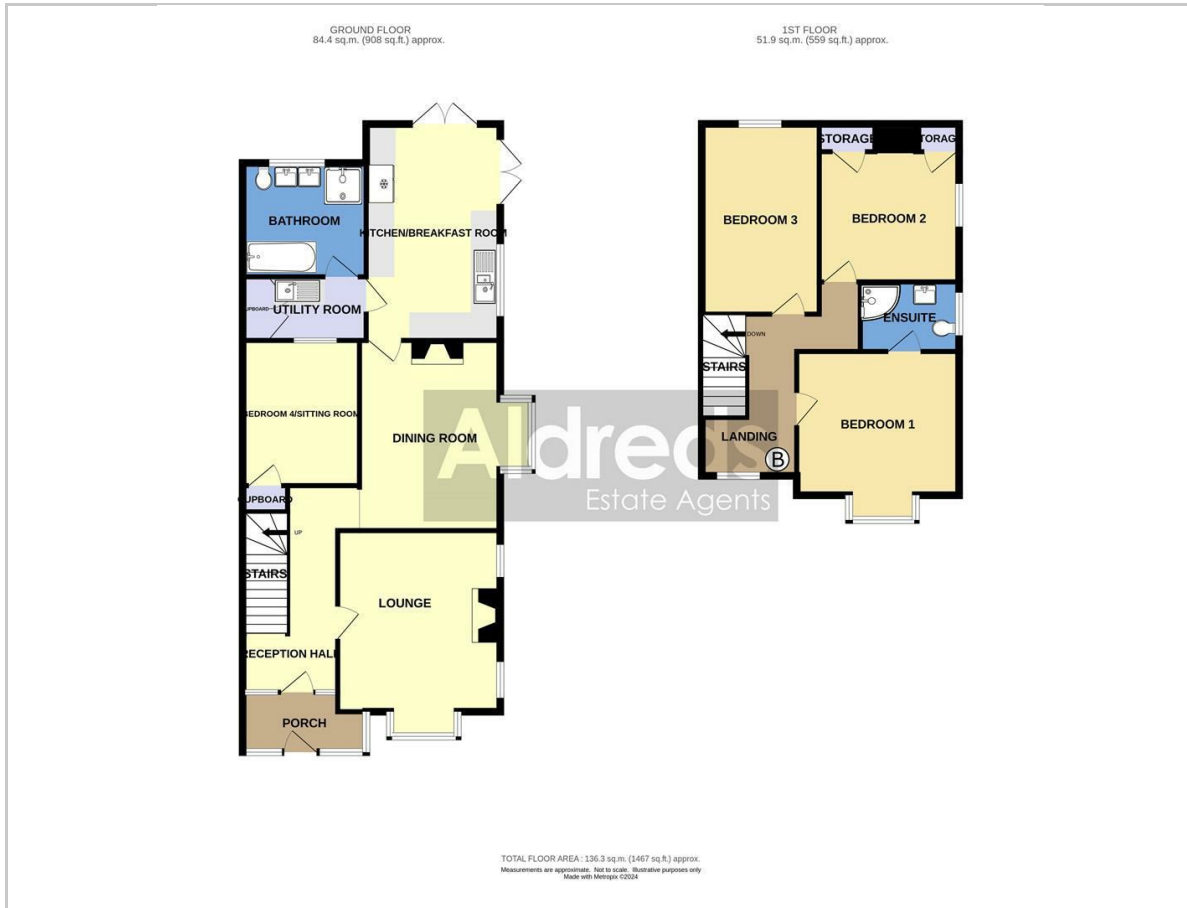 GROUND FLOOR
84.4 sq.m. (908 sq.ft.) approx.
1ST FLOOR
51.9 sq.m. (559 sq.ft.) approx.
BATHROOM
KITCHEN/BREAKFAST ROOM
CUPBOARD
UTILITY ROOM
BEDROOM 4/SITTING ROOM
DINING ROOM
CUPBOARD
UP
STAIRS
LOUNGE
RECEPTION HALL
PORCH
STORAGE
STORAGE
BEDROOM 3
BEDROOM 2
ENSUITE
DOWN
STAIRS
BEDROOM 1
LANDING
B
Aldreds
Estate Agents
TOTAL FLOOR AREA : 136.3 sq.m. (1467 sq.ft.) approx.
Measurements are approximate. Not to scale. Illustrative purposes only
Made with Metropix ©2024